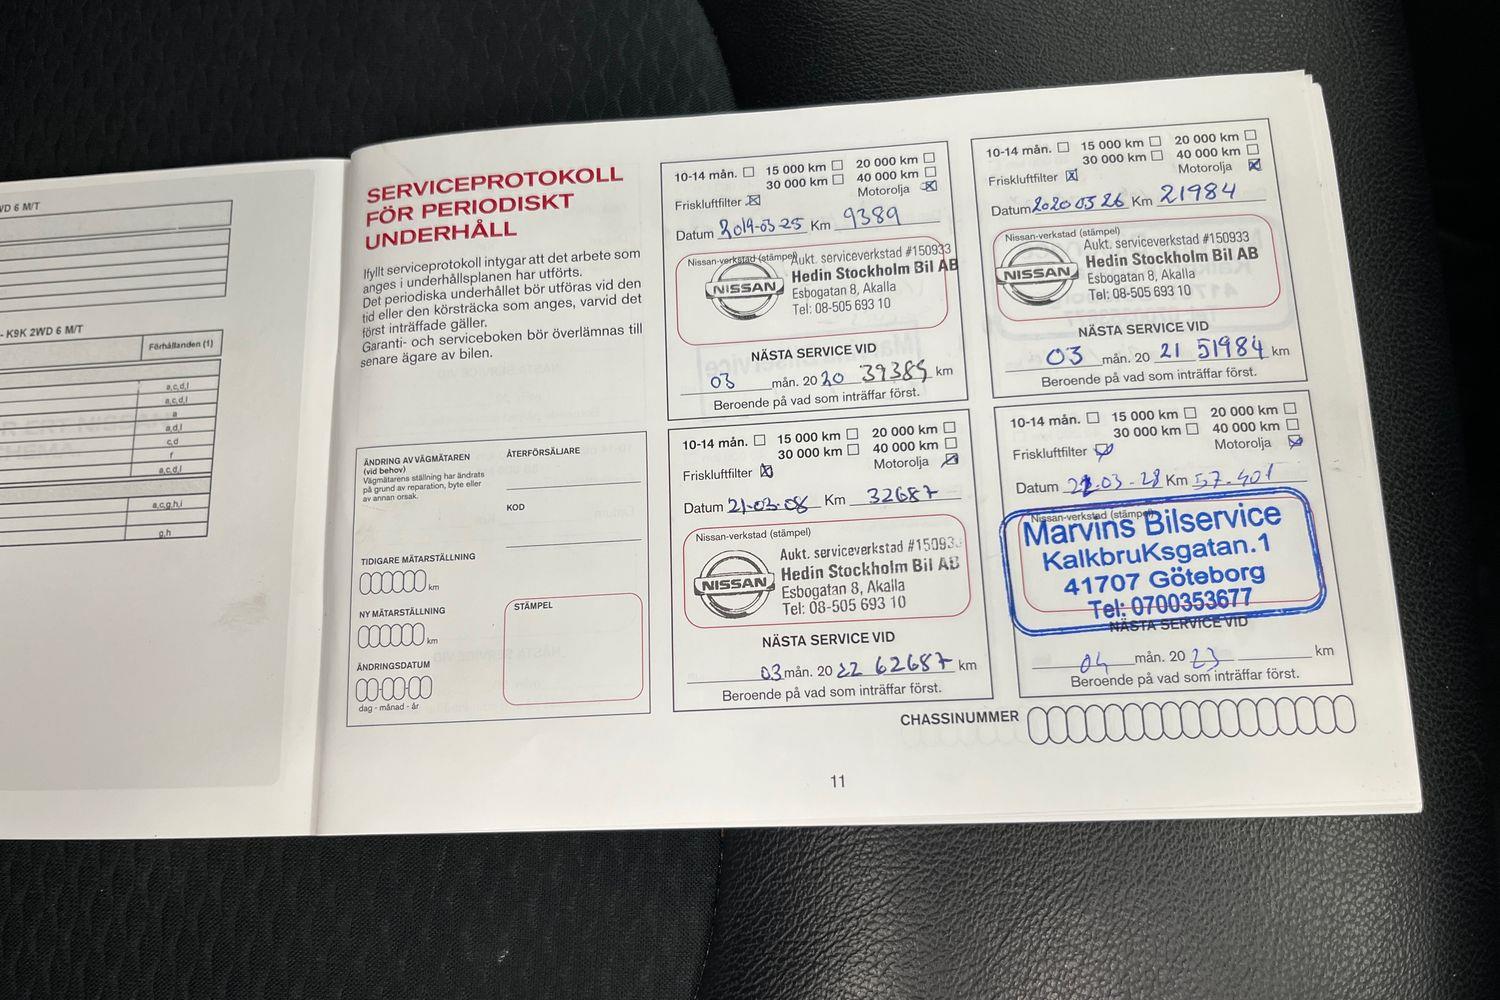 VD 6 M/T
- K9K 2WD 6 M/T
Förhållanden (1)
a,c,d,l
a,c,d,l
a
a,d,l
c,d
f
a,c,d,l
a,c,g,h,i
g,h
SERVICEPROTOKOLL
FÖR PERIODISKT
UNDERHÅLL
Ifyllt serviceprotokoll intygar att det arbete som
anges i underhållsplanen har utförts.
Det periodiska underhållet bör utföras vid den
tid eller den körsträcka som anges, varvid det
först inträffade gäller.
Garanti- och serviceboken bör överlämnas till
senare ägare av bilen.
ÄNDRING AV VÄGMÄTAREN
(vid behov)
Vägmätarens ställning har ändrats
på grund av reparation, byte eller
av annan orsak.
ÅTERFÖRSÄLJARE
KOD
TIDIGARE MÄTARSTÄLLNING
km
NY MÄTARSTÄLLNING
km
ÄNDRINGSDATUM
dag - månad - år
STÄMPEL
10-14 mån. 15 000 km 20 000 km
30 000 km 40 000 km
Friskluftfilter Motorolja
Datum 2019-03-25 Km 9389
Nissan-verkstad (stämpel)
NISSAN
Aukt. serviceverkstad #150933
Hedin Stockholm Bil AB
Esbogatan 8, Akalla
Tel: 08-505 693 10
NÄSTA SERVICE VID
03 mån. 20 20 39389 km
Beroende på vad som inträffar först.
10-14 mån. 15 000 km 20 000 km
30 000 km 40 000 km
Friskluftfilter Motorolja
Datum 2020 03 26 Km 21984
Nissan-verkstad (stämpel)
NISSAN
Aukt. serviceverkstad #150933
Hedin Stockholm Bil AB
Esbogatan 8, Akalla
Tel: 08-505 693 10
NÄSTA SERVICE VID
03 mån. 20 21 51984 km
Beroende på vad som inträffar först.
10-14 mån. 15 000 km 20 000 km
30 000 km 40 000 km
Friskluftfilter Motorolja
Datum 21-03-08 Km 32687
Nissan-verkstad (stämpel)
NISSAN
Aukt. serviceverkstad #15093
Hedin Stockholm Bil AB
Esbogatan 8, Akalla
Tel: 08-505 693 10
NÄSTA SERVICE VID
03 mån. 20 22 62687 km
Beroende på vad som inträffar först.
10-14 mån. 15 000 km 20 000 km
30 000 km 40 000 km
Friskluftfilter Motorolja
Datum 22-03-28 Km 57-401
Nissan-verkstad (stämpel)
Marvins Bilservice
KalkbruKsgatan.1
41707 Göteborg
Tel: 0700353677
NÄSTA SERVICE VID
04 mån. 20 23 km
Beroende på vad som inträffar först.
CHASSINUMMER
11